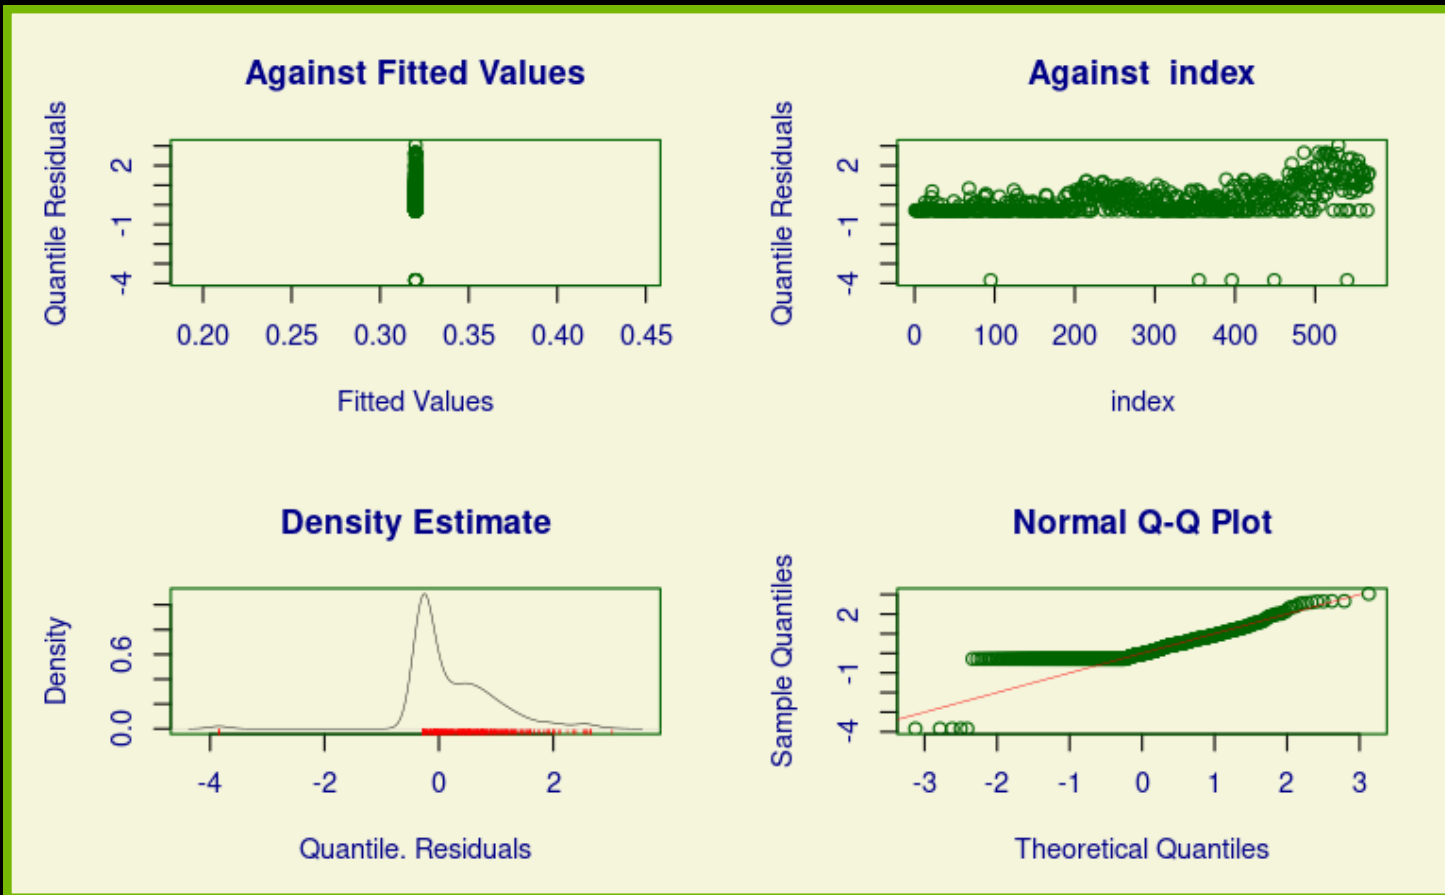 Against Fitted Values
Quantile Residuals
2
-1
-4
0.20 0.25 0.30 0.35 0.40 0.45
Fitted Values
Against  index
Quantile Residuals
2
-1
-4
0 100 200 300 400 500
index
Density Estimate
Density
0.6
0.0
-4 -2 0 2
Quantile. Residuals
Normal Q-Q Plot
Sample Quantiles
2
-1
-4
-3 -2 -1 0 1 2 3
Theoretical Quantiles